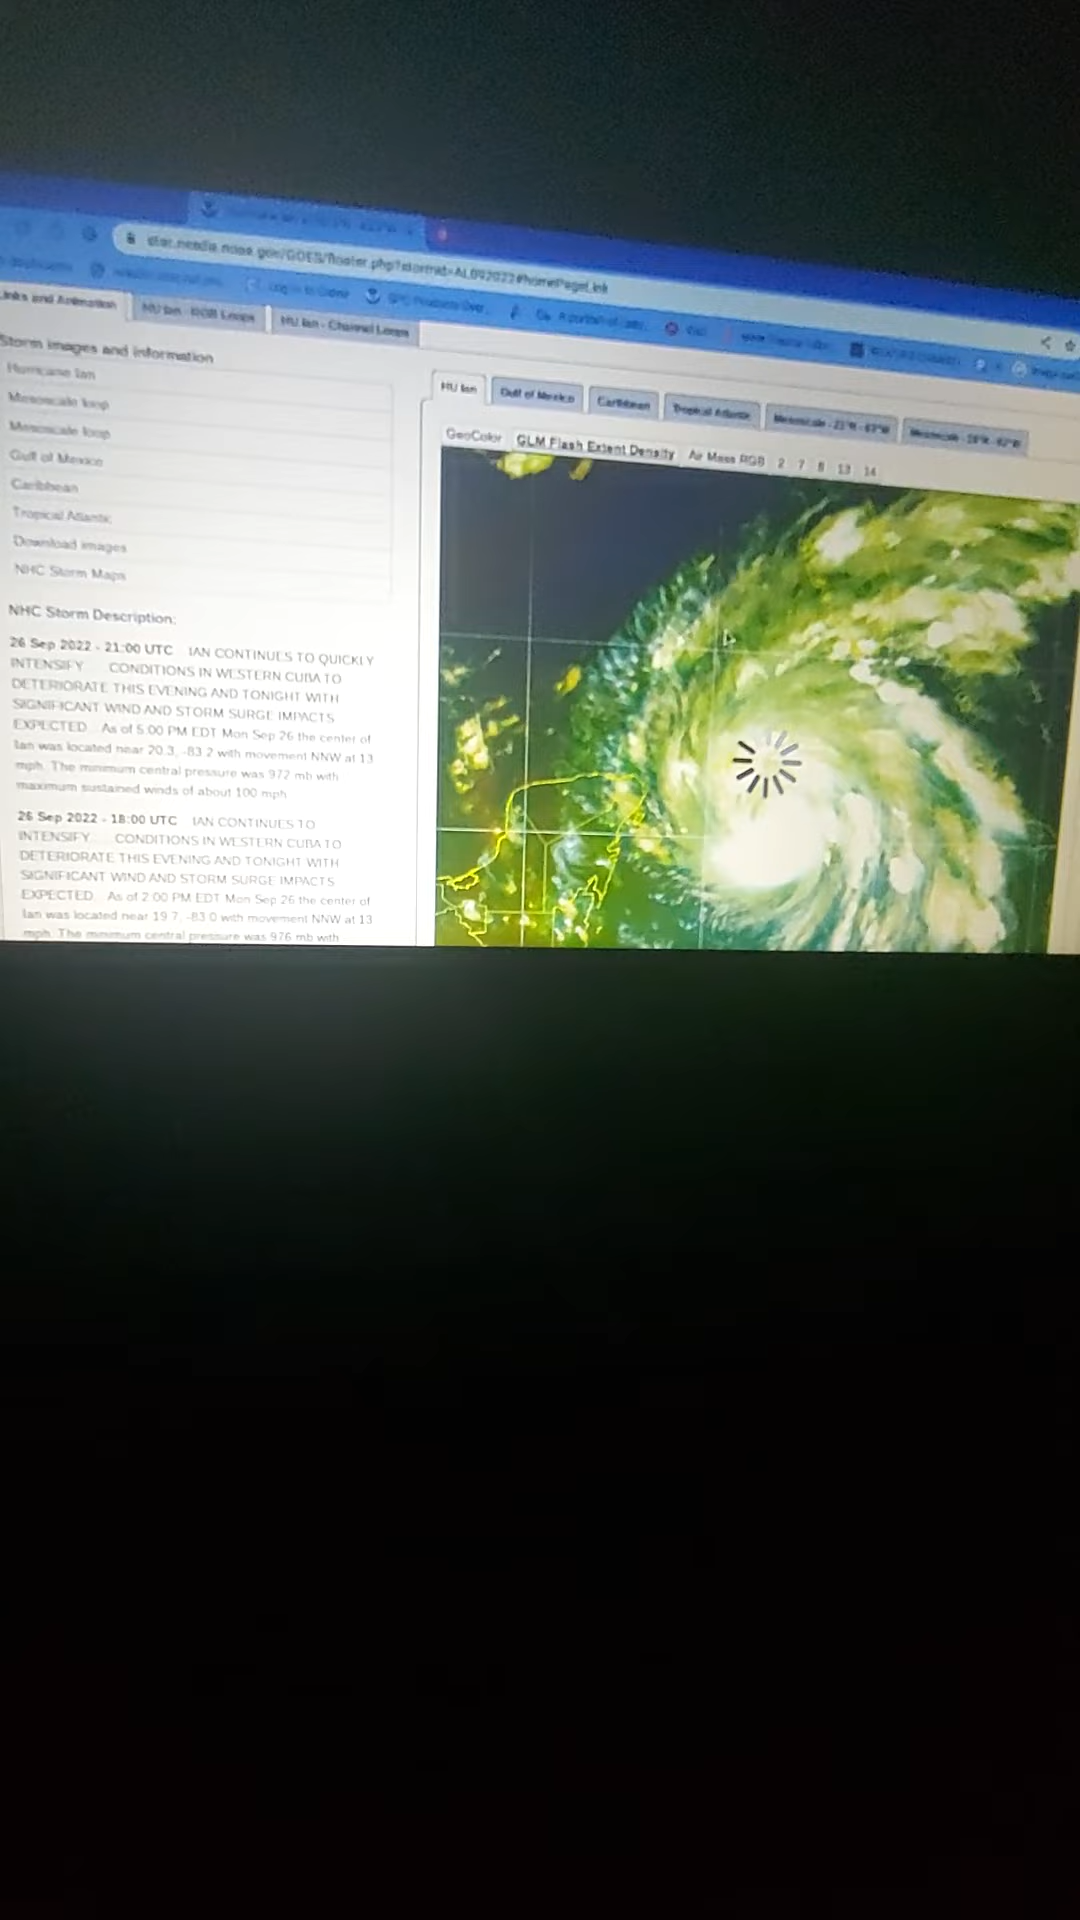 star.nesdis.noaa.gov/GOES/floater.php?stormid=AL092022#homePageLink
Links and Animation
HU Ian - RGB Loops
HU Ian - Channel Loops
Storm images and information
Hurricane Ian
Mesoscale loop
Mesoscale loop
Gulf of Mexico
Caribbean
Tropical Atlantic
Download images
NHC Storm Maps
NHC Storm Description:
26 Sep 2022 - 21:00 UTC IAN CONTINUES TO QUICKLY
INTENSIFY CONDITIONS IN WESTERN CUBA TO
DETERIORATE THIS EVENING AND TONIGHT WITH
SIGNIFICANT WIND AND STORM SURGE IMPACTS
EXPECTED As of 5:00 PM EDT Mon Sep 26 the center of
Ian was located near 20.3, -83.2 with movement NNW at 13
mph. The minimum central pressure was 972 mb with
maximum sustained winds of about 100 mph
26 Sep 2022 - 18:00 UTC IAN CONTINUES TO
INTENSIFY CONDITIONS IN WESTERN CUBA TO
DETERIORATE THIS EVENING AND TONIGHT WITH
SIGNIFICANT WIND AND STORM SURGE IMPACTS
EXPECTED As of 2:00 PM EDT Mon Sep 26 the center of
Ian was located near 19.7, -83.0 with movement NNW at 13
mph. The minimum central pressure was 976 mb with
HU Ian
Gulf of Mexico
Caribbean
Tropical Atlantic
GeoColor GLM Flash Extent Density Air Mass RGB 2 7 8 13 14